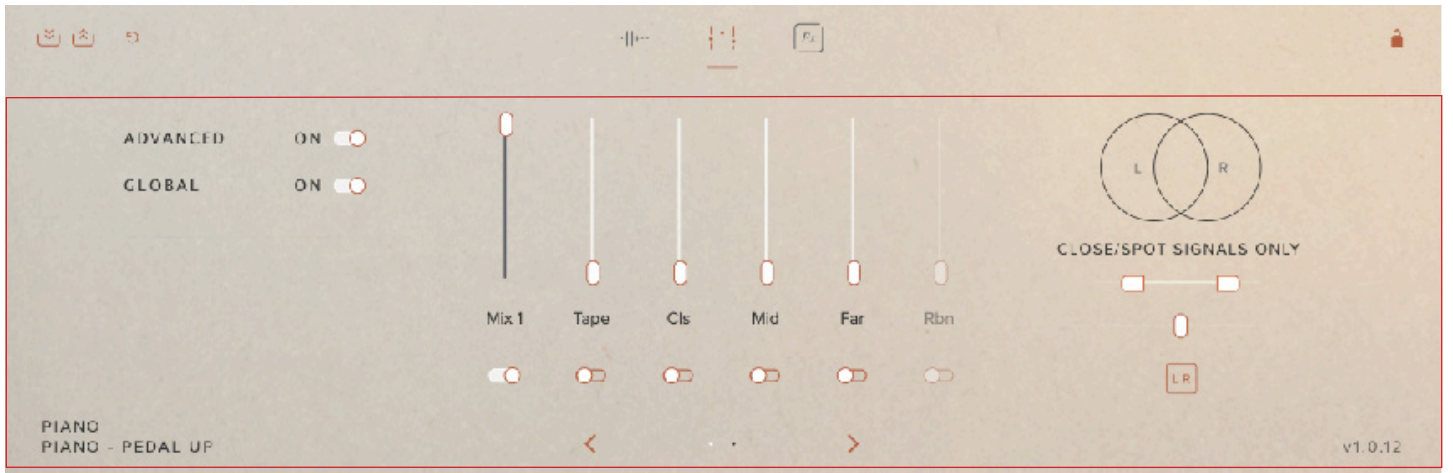 Fx
ADVANCED ON
GLOBAL ON
L R
CLOSE/SPOT SIGNALS ONLY
Mix 1 Tape Cls Mid Far Rbn
L R
PIANO
PIANO - PEDAL UP
v1.0.12